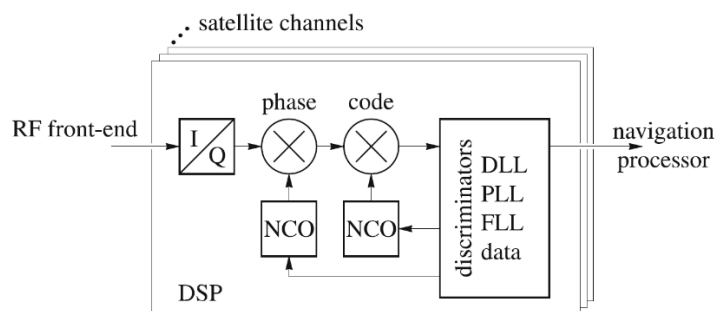 satellite channels
phase
code
RF front-end
I
Q
navigation
processor
discriminators
DLL
PLL
FLL
data
NCO
NCO
DSP